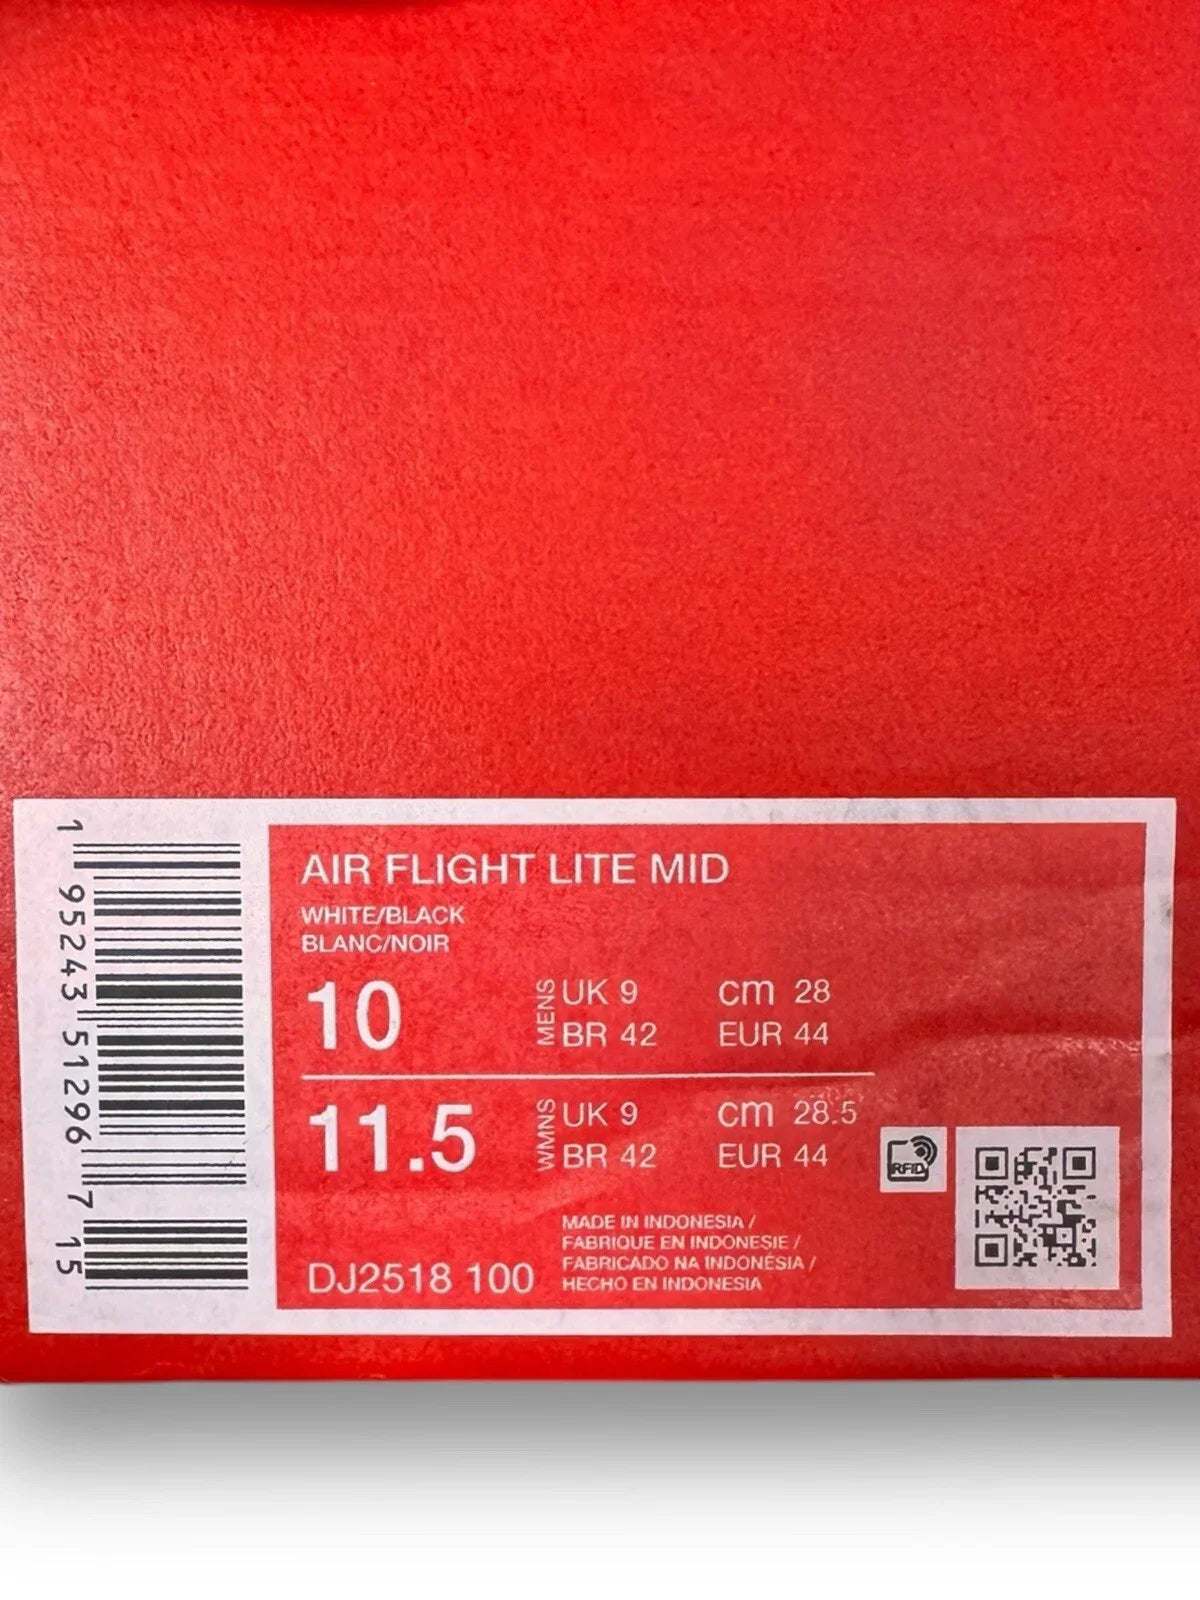 1 95243 51296 7 15
AIR FLIGHT LITE MID
WHITE/BLACK
BLANC/NOIR
10
MENS
UK 9 cm 28
BR 42 EUR 44
11.5
WMNS
UK 9 cm 28.5
BR 42 EUR 44
RFID
DJ2518 100
MADE IN INDONESIA /
FABRIQUE EN INDONESIE /
FABRICADO NA INDONÉSIA /
HECHO EN INDONESIA